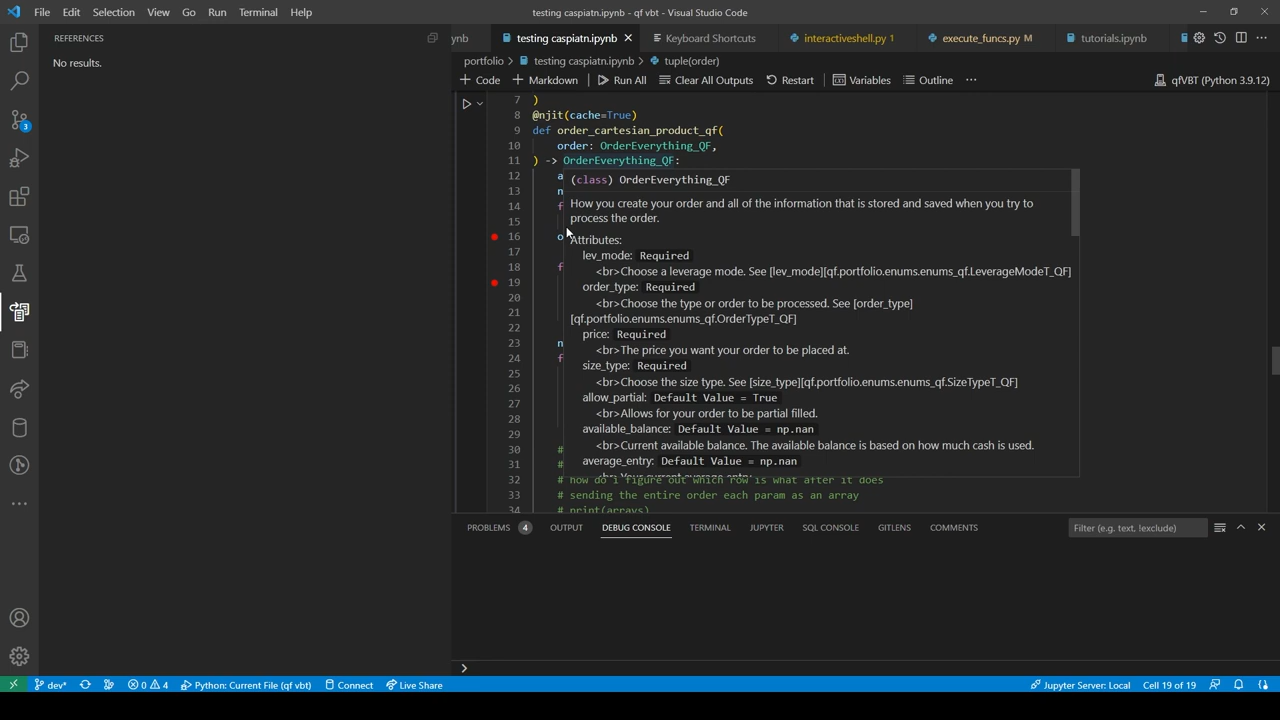 File Edit Selection View Go Run Terminal Help
testing caspiatn.ipynb - qf vbt - Visual Studio Code
REFERENCES
No results.
3
ynb
testing caspiatn.ipynb
Keyboard Shortcuts
interactiveshell.py 1
execute_funcs.py M
tutorials.ipynb
portfolio > testing caspiatn.ipynb > tuple(order)
Code Markdown Run All Clear All Outputs Restart Variables Outline ...
qfVBT (Python 3.9.12)
7 )
8 @njit(cache=True)
9 def order_cartesian_product_qf(
10 order: OrderEverything_QF,
11 ) -> OrderEverything_QF:
12 a
13 n
14 f
15
16 o
17
18 f
19
20
21
22
23 n
24 f
25
26
27
28
29
30 #
31 #
32 # how do i figure out which row is what after it does
33 # sending the entire order each param as an array
34 # print(arrays)
(class) OrderEverything_QF
How you create your order and all of the information that is stored and saved when you try to
process the order.
Attributes:
lev_mode: Required
<br>Choose a leverage mode. See [lev_mode][qf.portfolio.enums.enums_qf.LeverageModeT_QF]
order_type: Required
<br>Choose the type or order to be processed. See [order_type]
[qf.portfolio.enums.enums_qf.OrderTypeT_QF]
price: Required
<br>The price you want your order to be placed at.
size_type: Required
<br>Choose the size type. See [size_type][qf.portfolio.enums.enums_qf.SizeTypeT_QF]
allow_partial: Default Value = True
<br>Allows for your order to be partial filled.
available_balance: Default Value = np.nan
<br>Current available balance. The available balance is based on how much cash is used.
average_entry: Default Value = np.nan
<br>Your current average entry
PROBLEMS 4 OUTPUT DEBUG CONSOLE TERMINAL JUPYTER SQL CONSOLE GITLENS COMMENTS
Filter (e.g. text, !exclude)
>
dev* 0 4 Python: Current File (qf vbt) Connect Live Share
Jupyter Server: Local Cell 19 of 19